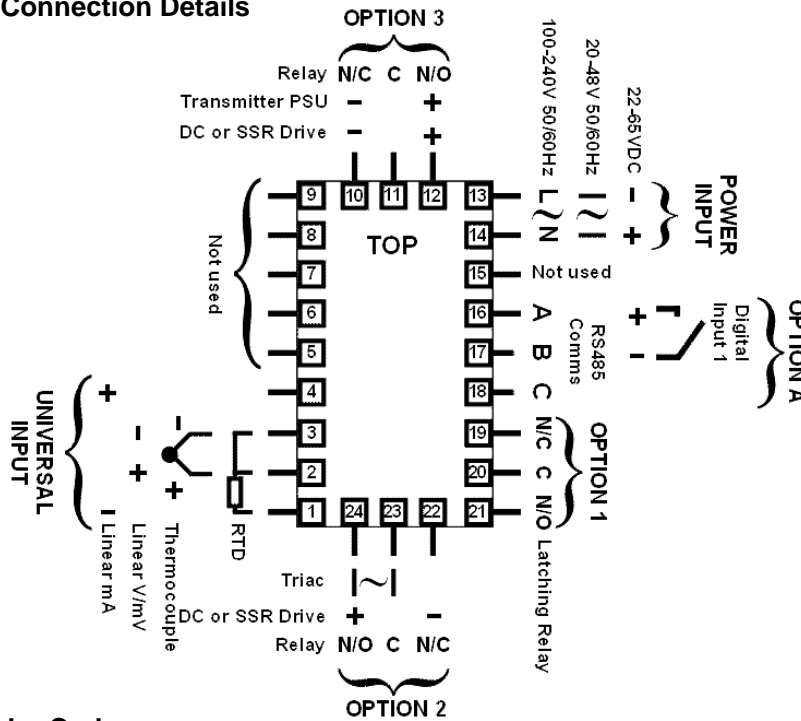 Connection Details
OPTION 3
Relay N/C C N/O
Transmitter PSU − +
DC or SSR Drive − +
100-240V 50/60Hz
20-48V 50/60Hz
22-65VDC
L ~ N
~
− +
POWER
INPUT
9
10
11
12
13
8
TOP
14
7
15
Not used
6
16
A
5
17
B
4
18
C
3
19
N/C
2
20
C
1
24
23
22
21
N/O
Not used
RS485
Comms
+
−
Digital
Input 1
OPTION A
OPTION 1
Latching Relay
UNIVERSAL
INPUT
+ − Linear mA
− + Linear V/mV
− + Thermocouple
RTD
Triac ~
DC or SSR Drive + −
Relay N/O C N/C
OPTION 2